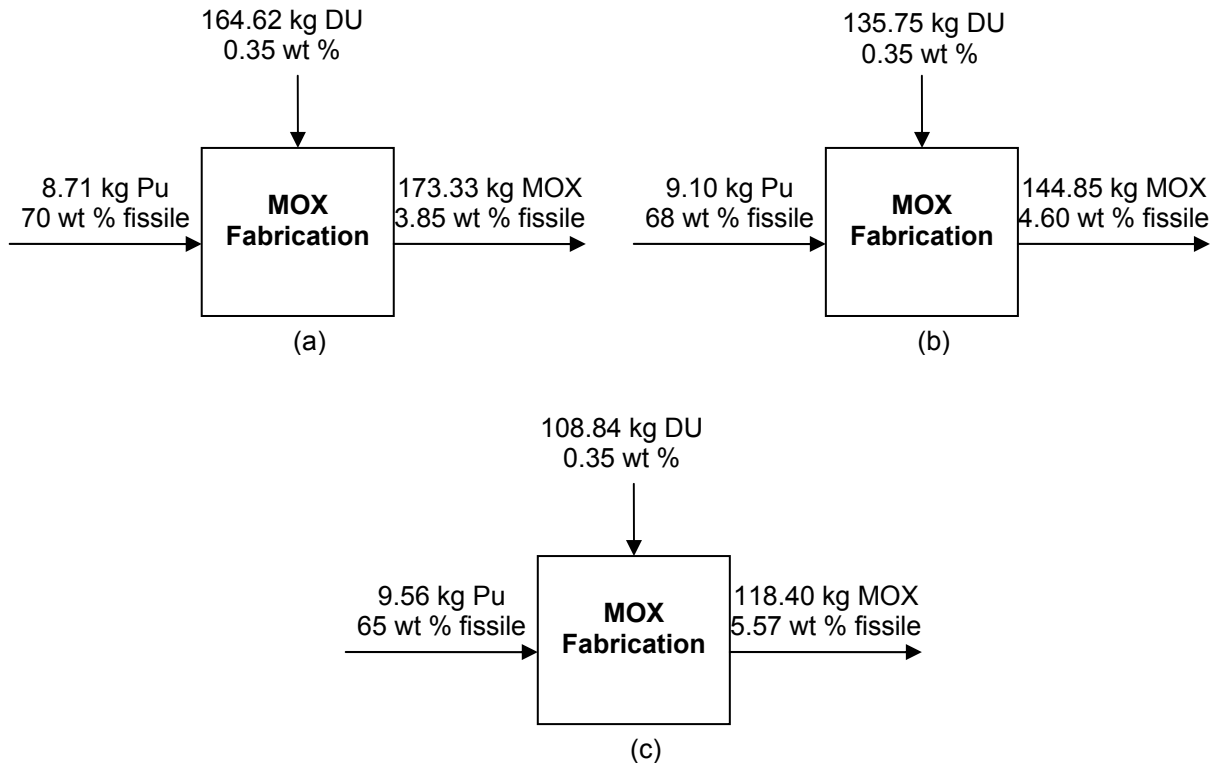 164.62 kg DU
0.35 wt %
8.71 kg Pu
70 wt % fissile
MOX
Fabrication
173.33 kg MOX
3.85 wt % fissile
(a)
135.75 kg DU
0.35 wt %
9.10 kg Pu
68 wt % fissile
MOX
Fabrication
144.85 kg MOX
4.60 wt % fissile
(b)
108.84 kg DU
0.35 wt %
9.56 kg Pu
65 wt % fissile
MOX
Fabrication
118.40 kg MOX
5.57 wt % fissile
(c)